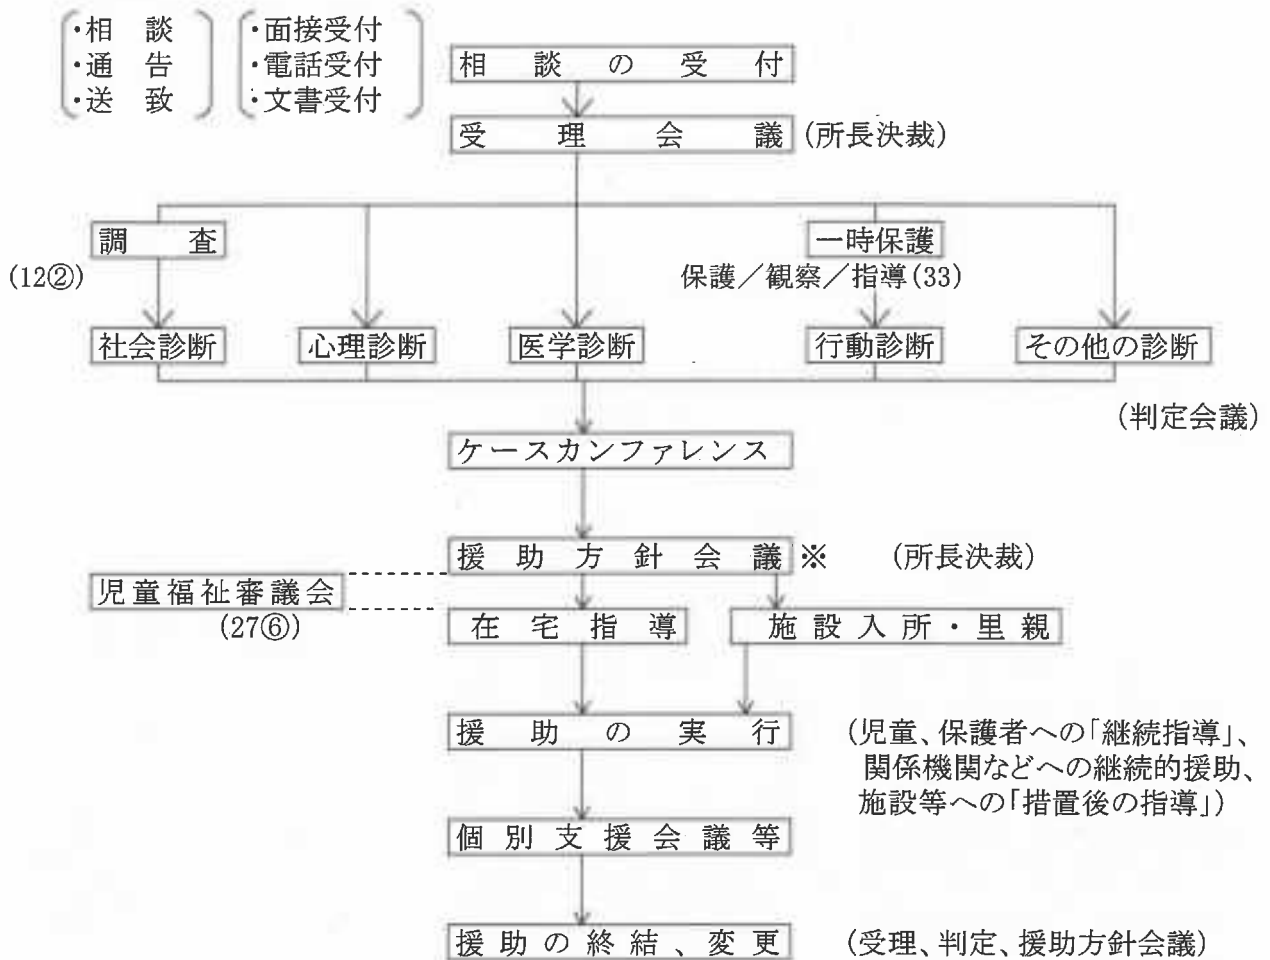 ・相談
・通告
・送致
・面接受付
・電話受付
・文書受付
相談の受付
受理会議 (所長決裁)
調査
一時保護
(12②)
保護／観察／指導(33)
社会診断
心理診断
医学診断
行動診断
その他の診断
(判定会議)
ケースカンファレンス
援助方針会議※ (所長決裁)
児童福祉審議会
(27⑥)
在宅指導
施設入所・里親
援助の実行
(児童、保護者への「継続指導」、
関係機関などへの継続的援助、
施設等への「措置後の指導」)
個別支援会議等
援助の終結、変更 (受理、判定、援助方針会議)